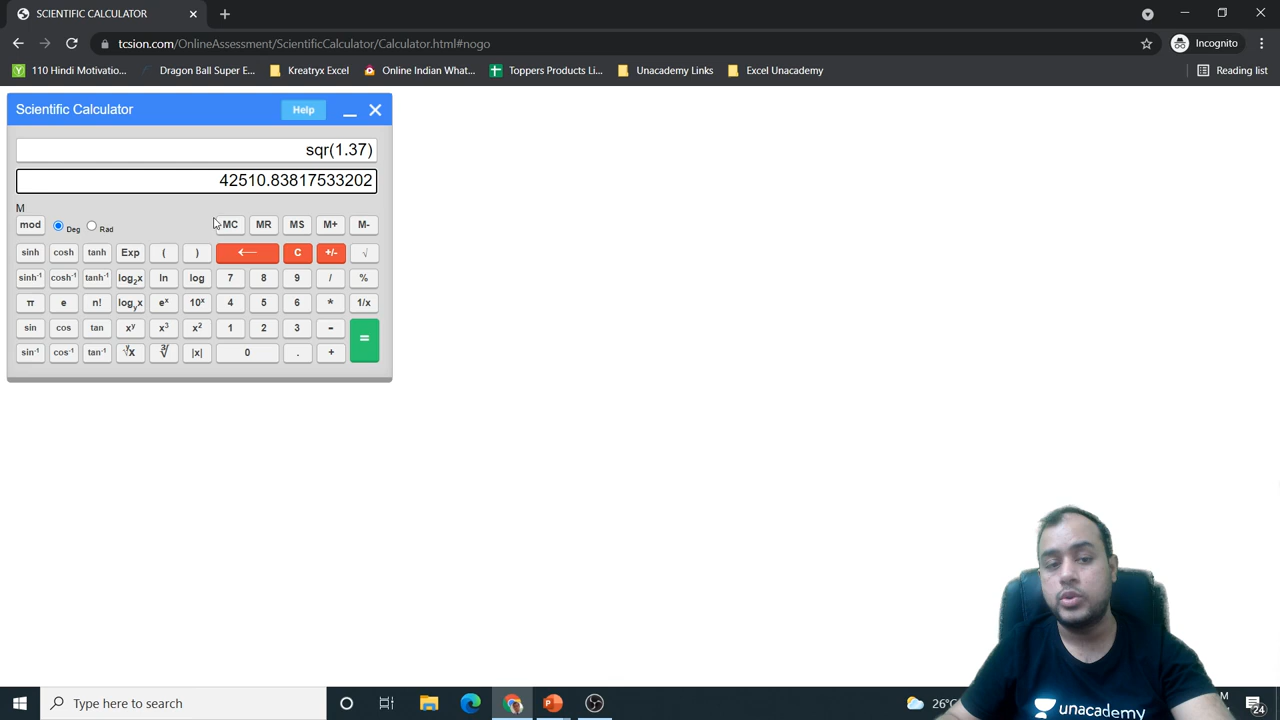 SCIENTIFIC CALCULATOR
tcsion.com/OnlineAssessment/ScientificCalculator/Calculator.html#nogo
Incognito
110 Hindi Motivatio...
Dragon Ball Super E...
Kreatryx Excel
Online Indian What...
Toppers Products Li...
Unacademy Links
Excel Unacademy
Reading list
Scientific Calculator
Help
sqr(1.37)
42510.83817533202
M
mod Deg Rad MC MR MS M+ M-
sinh cosh tanh Exp ( ) ← C +/- √
sinh⁻¹ cosh⁻¹ tanh⁻¹ log₂x ln log 7 8 9 / %
π e n! logᵧx eˣ 10ˣ 4 5 6 * 1/x
sin cos tan xʸ x³ x² 1 2 3 - =
sin⁻¹ cos⁻¹ tan⁻¹ ʸ√x ³√ |x| 0 . +
unacademy
Type here to search
26°
24